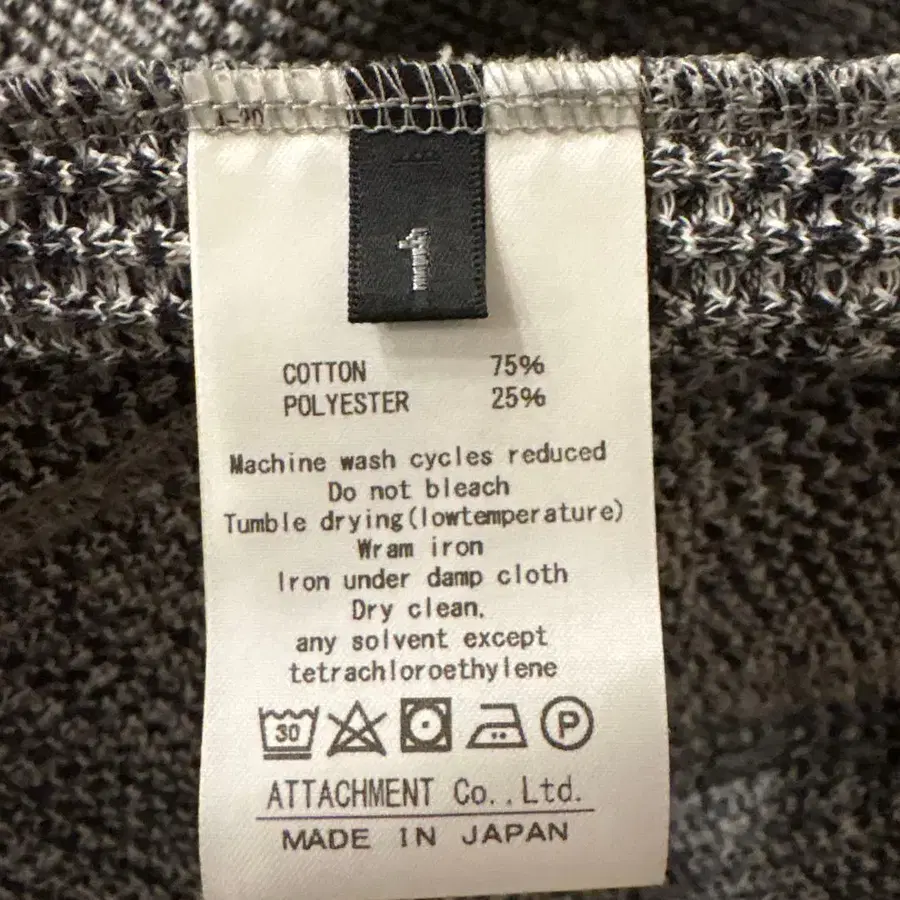 1
COTTON 75%
POLYESTER 25%
Machine wash cycles reduced
Do not bleach
Tumble drying(lowtemperature)
Wram iron
Iron under damp cloth
Dry clean.
any solvent except
tetrachloroethylene
30 P
ATTACHMENT Co.,Ltd.
MADE IN JAPAN